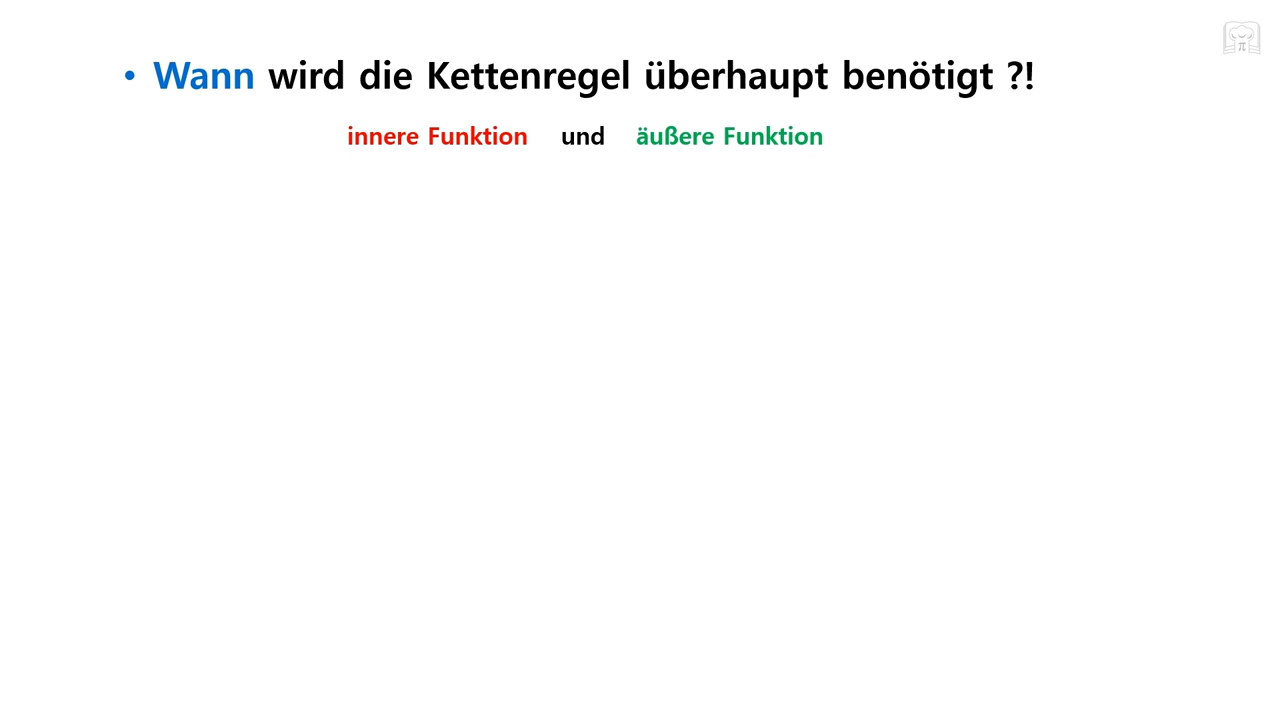 • Wann wird die Kettenregel überhaupt benötigt ?!
innere Funktion und äußere Funktion
π